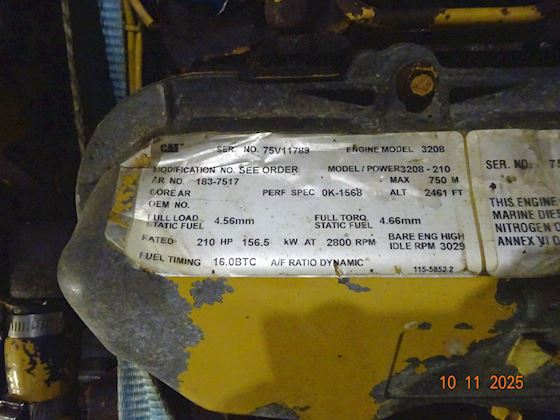 CAT SER. NO. 75V11789 ENGINE MODEL 3208
MODIFICATION NO. SEE ORDER MODEL / POWER 3208 - 210
AR NO. 183-7517 MAX 750 M
CORE AR PERF SPEC 0K-1568 ALT 2461 FT
OEM NO.
FULL LOAD STATIC FUEL 4.56mm FULL TORQ. STATIC FUEL 4.66mm
RATED 210 HP 156.5 kW AT 2800 RPM BARE ENG HIGH IDLE RPM 3029
FUEL TIMING 16.0BTC A/F RATIO DYNAMIC
115-5852-2
SER. NO. 75
THIS ENGINE
MARINE DIES
NITROGEN O
ANNEX VI
10 11 2025